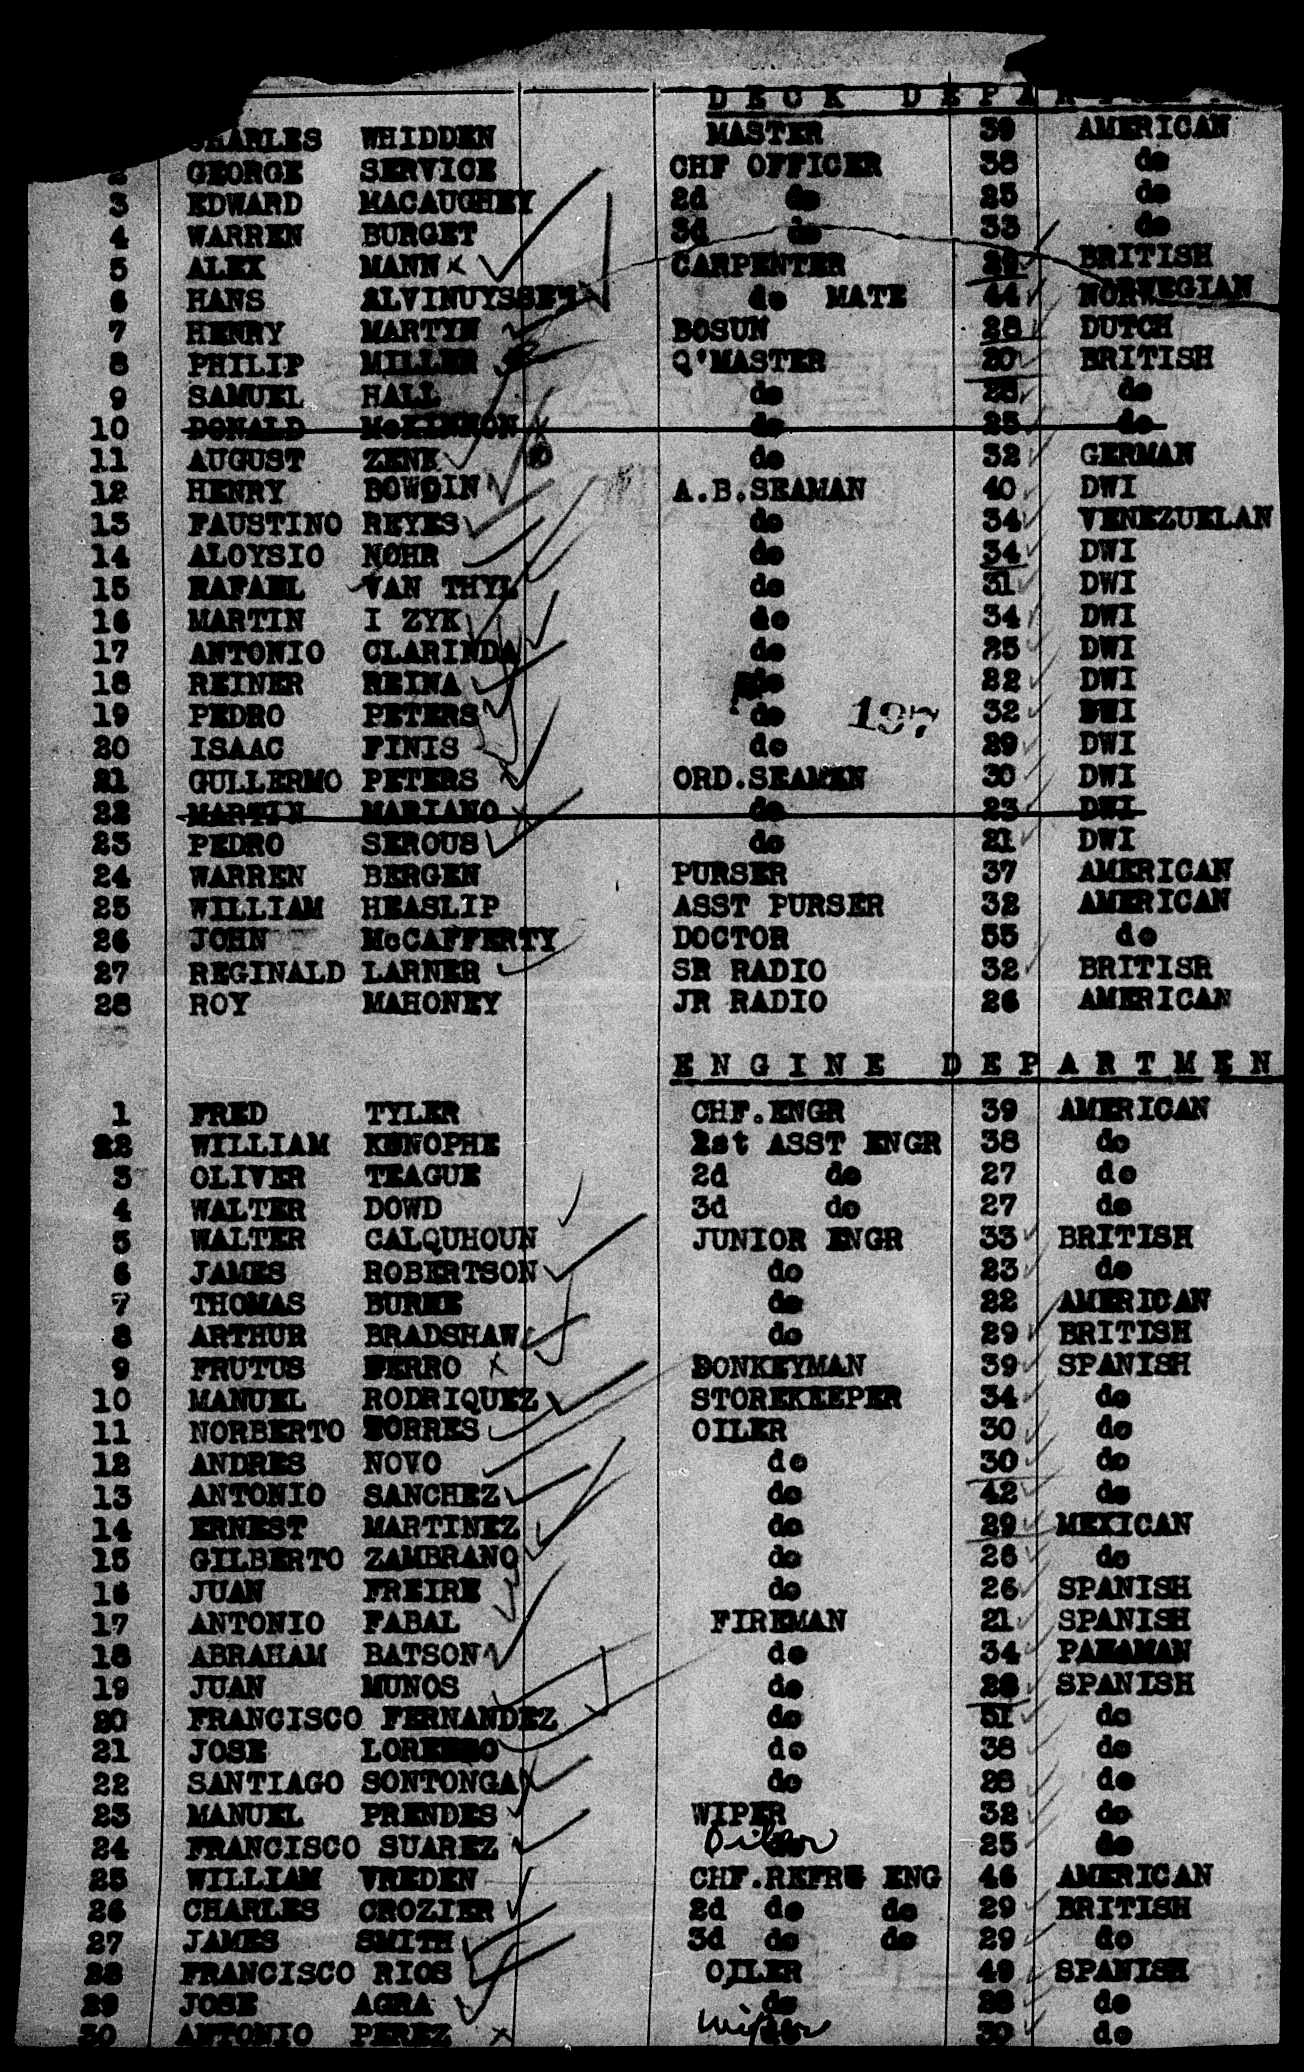 DECK DEPARTMENT
CHARLES WHIDDEN MASTER 39 AMERICAN
2 GEORGE SERVICE CHF OFFICER 38 do
3 EDWARD MACAUGHEY 2d do 25 do
4 WARREN BURGET 3d do 33 do
5 ALEX MANN CARPENTER 29 BRITISH
6 HANS do MATE 44 NORWEGIAN
7 HENRY MARTYN BOSUN 28 DUTCH
8 PHILIP MILLER Q'MASTER 20 BRITISH
9 SAMUEL HALL do 28 do
10 DONALD McKINNON do 25 do
11 AUGUST ZENK do 32 GERMAN
12 HENRY BOWDIN A.B.SEAMAN 40 DWI
13 FAUSTINO REYES do 34 VENEZUELAN
14 ALOYSIO NOHR do 34 DWI
15 RAFAEL VAN THYL do 31 DWI
16 MARTIN I ZYK do 34 DWI
17 ANTONIO CLARINDA do 25 DWI
18 REINER REINA do 22 DWI
19 PEDRO PETERS do 197 32 DWI
20 ISAAC FINIS do 29 DWI
21 GULLERMO PETERS ORD.SEAMEN 30 DWI
22 MARTIN MARIANO do 23 DWI
23 PEDRO SEROUS do 21 DWI
24 WARREN BERGEN PURSER 37 AMERICAN
25 WILLIAM HEASLIP ASST PURSER 32 AMERICAN
26 JOHN McCAFFERTY DOCTOR 55 do
27 REGINALD LARNER SR RADIO 32 BRITISR
28 ROY MAHONEY JR RADIO 26 AMERICAN
ENGINE DEPARTMEN
1 FRED TYLER CHF.ENGR 39 AMERICAN
22 WILLIAM KENOPHE 1st ASST ENGR 38 do
3 OLIVER TEAGUE 2d do 27 do
4 WALTER DOWD 3d do 27 do
5 WALTER CALQUHOUN JUNIOR ENGR 33 BRITISH
6 JAMES ROBERTSON do 23 do
7 THOMAS BURKE do 22 AMERICAN
8 ARTHUR BRADSHAW do 29 BRITISH
9 FRUTUS FERRO DONKEYMAN 39 SPANISH
10 MANUEL RODRIQUEZ STOREKEEPER 34 do
11 NORBERTO TORRES OILER 30 do
12 ANDRES NOVO do 30 do
13 ANTONIO SANCHEZ do 42 do
14 ERNEST MARTINEZ do 29 MEXICAN
15 GILBERTO ZAMBRANO do 28 do
16 JUAN FREIRE do 26 SPANISH
17 ANTONIO FABAL FIREMAN 21 SPANISH
18 ABRAHAM BATSON do 34 PANAMAN
19 JUAN MUNOS do 28 SPANISH
20 FRANCISCO FERNANDEZ do 31 do
21 JOSE LORENZO do 38 do
22 SANTIAGO SONTONGA do 28 do
23 MANUEL PRENDES WIPER 32 do
24 FRANCISCO SUAREZ Oiler 25 do
25 WILLIAM VREDEN CHF.REFRG ENG 46 AMERICAN
26 CHARLES CROZIER 2d do do 29 BRITISH
27 JAMES SMITH 3d do do 29 do
28 FRANCISCO RIOS OILER 49 SPANISH
29 JOSE AGRA do 28 do
30 ANTONIO PEREZ Wiper 30 do